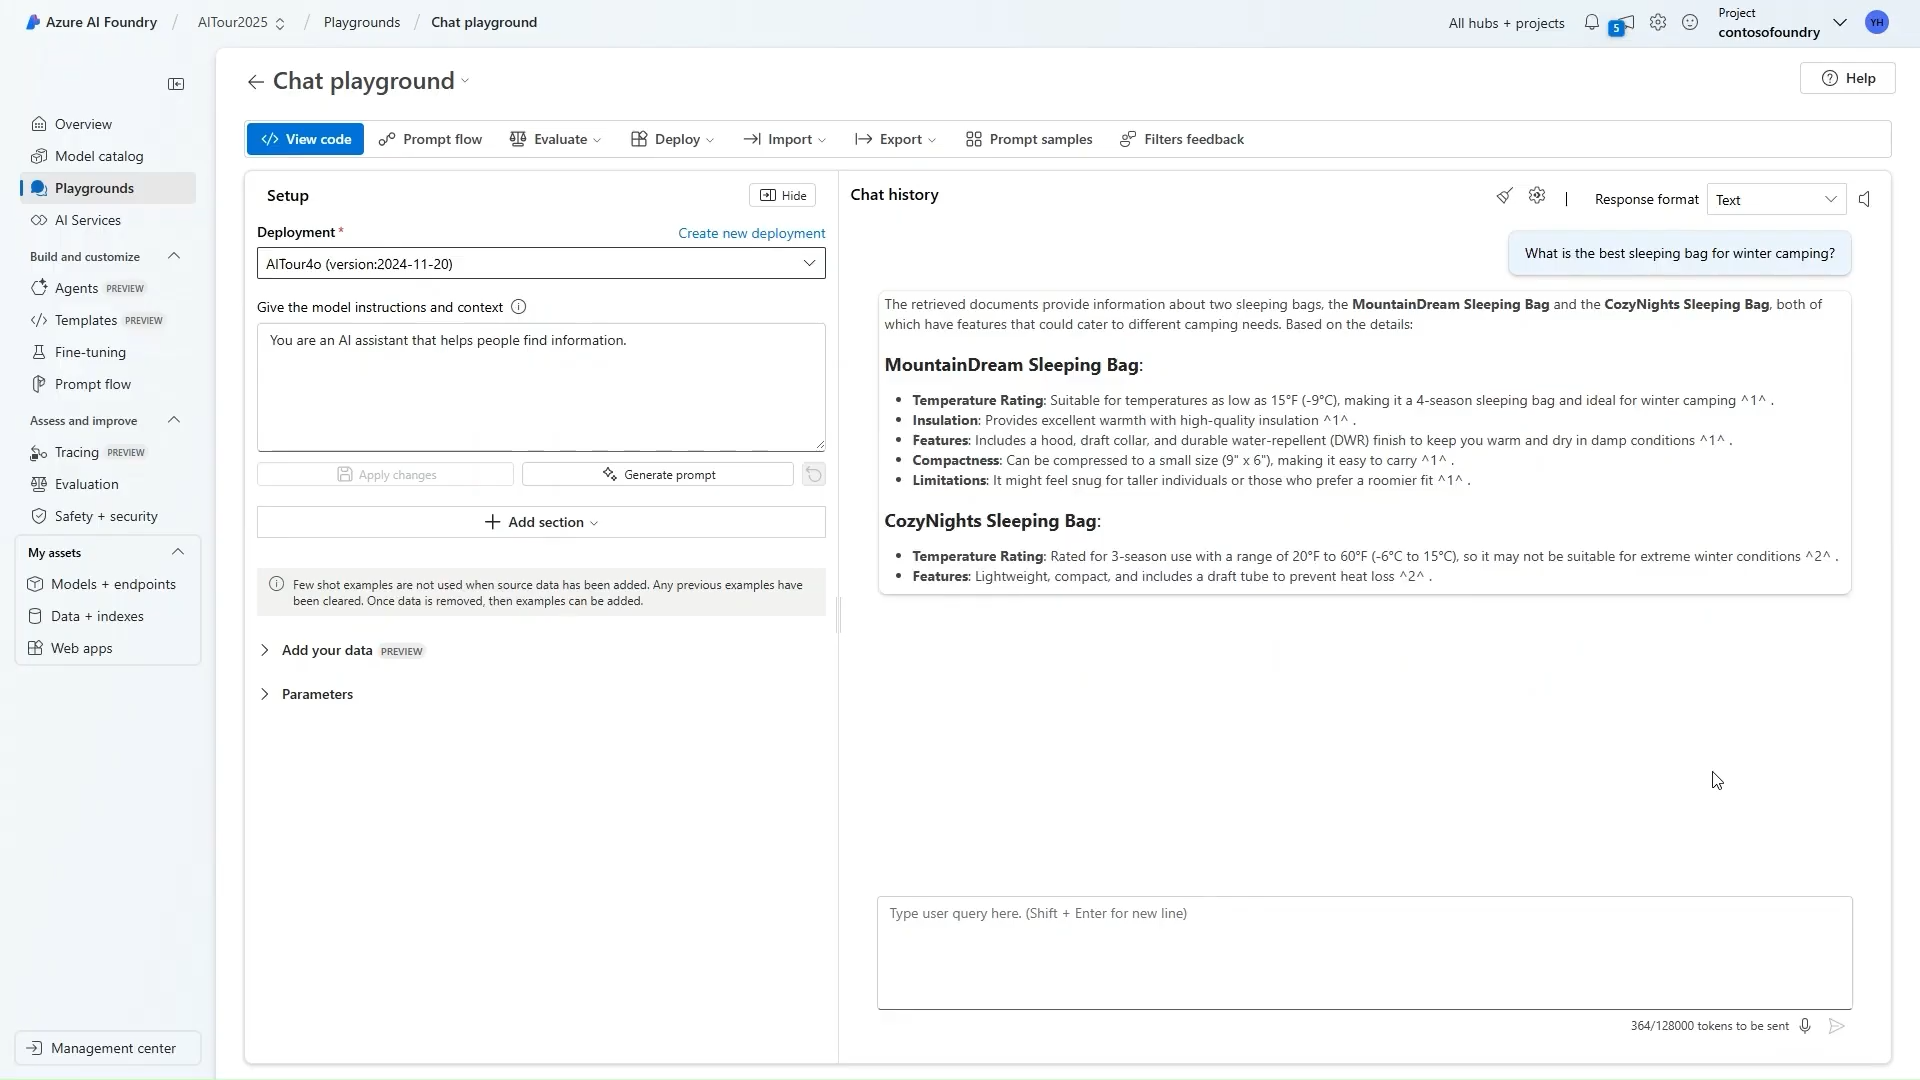 Azure AI Foundry / AITour2025 / Playgrounds / Chat playground
All hubs + projects
5
Project
contosofoundry
YH
Overview
Model catalog
Playgrounds
AI Services
Build and customize
Agents PREVIEW
Templates PREVIEW
Fine-tuning
Prompt flow
Assess and improve
Tracing PREVIEW
Evaluation
Safety + security
My assets
Models + endpoints
Data + indexes
Web apps
Management center
Chat playground
Help
View code
Prompt flow
Evaluate
Deploy
Import
Export
Prompt samples
Filters feedback
Setup
Hide
Deployment *
Create new deployment
AITour4o (version:2024-11-20)
Give the model instructions and context
You are an AI assistant that helps people find information.
Apply changes
Generate prompt
Add section
Few shot examples are not used when source data has been added. Any previous examples have
been cleared. Once data is removed, then examples can be added.
Add your data PREVIEW
Parameters
Chat history
Response format
Text
What is the best sleeping bag for winter camping?
The retrieved documents provide information about two sleeping bags, the MountainDream Sleeping Bag and the CozyNights Sleeping Bag, both of
which have features that could cater to different camping needs. Based on the details:
MountainDream Sleeping Bag:
• Temperature Rating: Suitable for temperatures as low as 15°F (-9°C), making it a 4-season sleeping bag and ideal for winter camping ^1^ .
• Insulation: Provides excellent warmth with high-quality insulation ^1^ .
• Features: Includes a hood, draft collar, and durable water-repellent (DWR) finish to keep you warm and dry in damp conditions ^1^ .
• Compactness: Can be compressed to a small size (9" x 6"), making it easy to carry ^1^ .
• Limitations: It might feel snug for taller individuals or those who prefer a roomier fit ^1^ .
CozyNights Sleeping Bag:
• Temperature Rating: Rated for 3-season use with a range of 20°F to 60°F (-6°C to 15°C), so it may not be suitable for extreme winter conditions ^2^ .
• Features: Lightweight, compact, and includes a draft tube to prevent heat loss ^2^ .
Type user query here. (Shift + Enter for new line)
364/128000 tokens to be sent